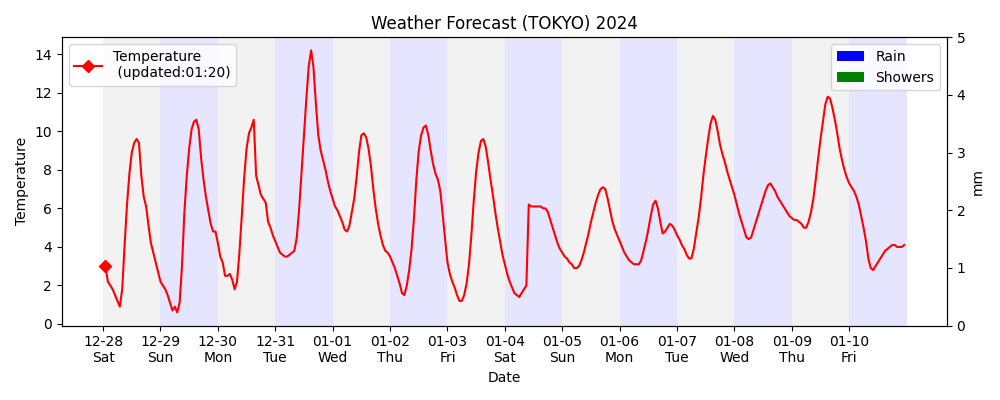 Weather Forecast (TOKYO) 2024
Temperature
(updated:01:20)
Rain
Showers
Temperature
14
12
10
8
6
4
2
0
5
4
3
2
1
0
mm
12-28 12-29 12-30 12-31 01-01 01-02 01-03 01-04 01-05 01-06 01-07 01-08 01-09 01-10
Sat Sun Mon Tue Wed Thu Fri Sat Sun Mon Tue Wed Thu Fri
Date